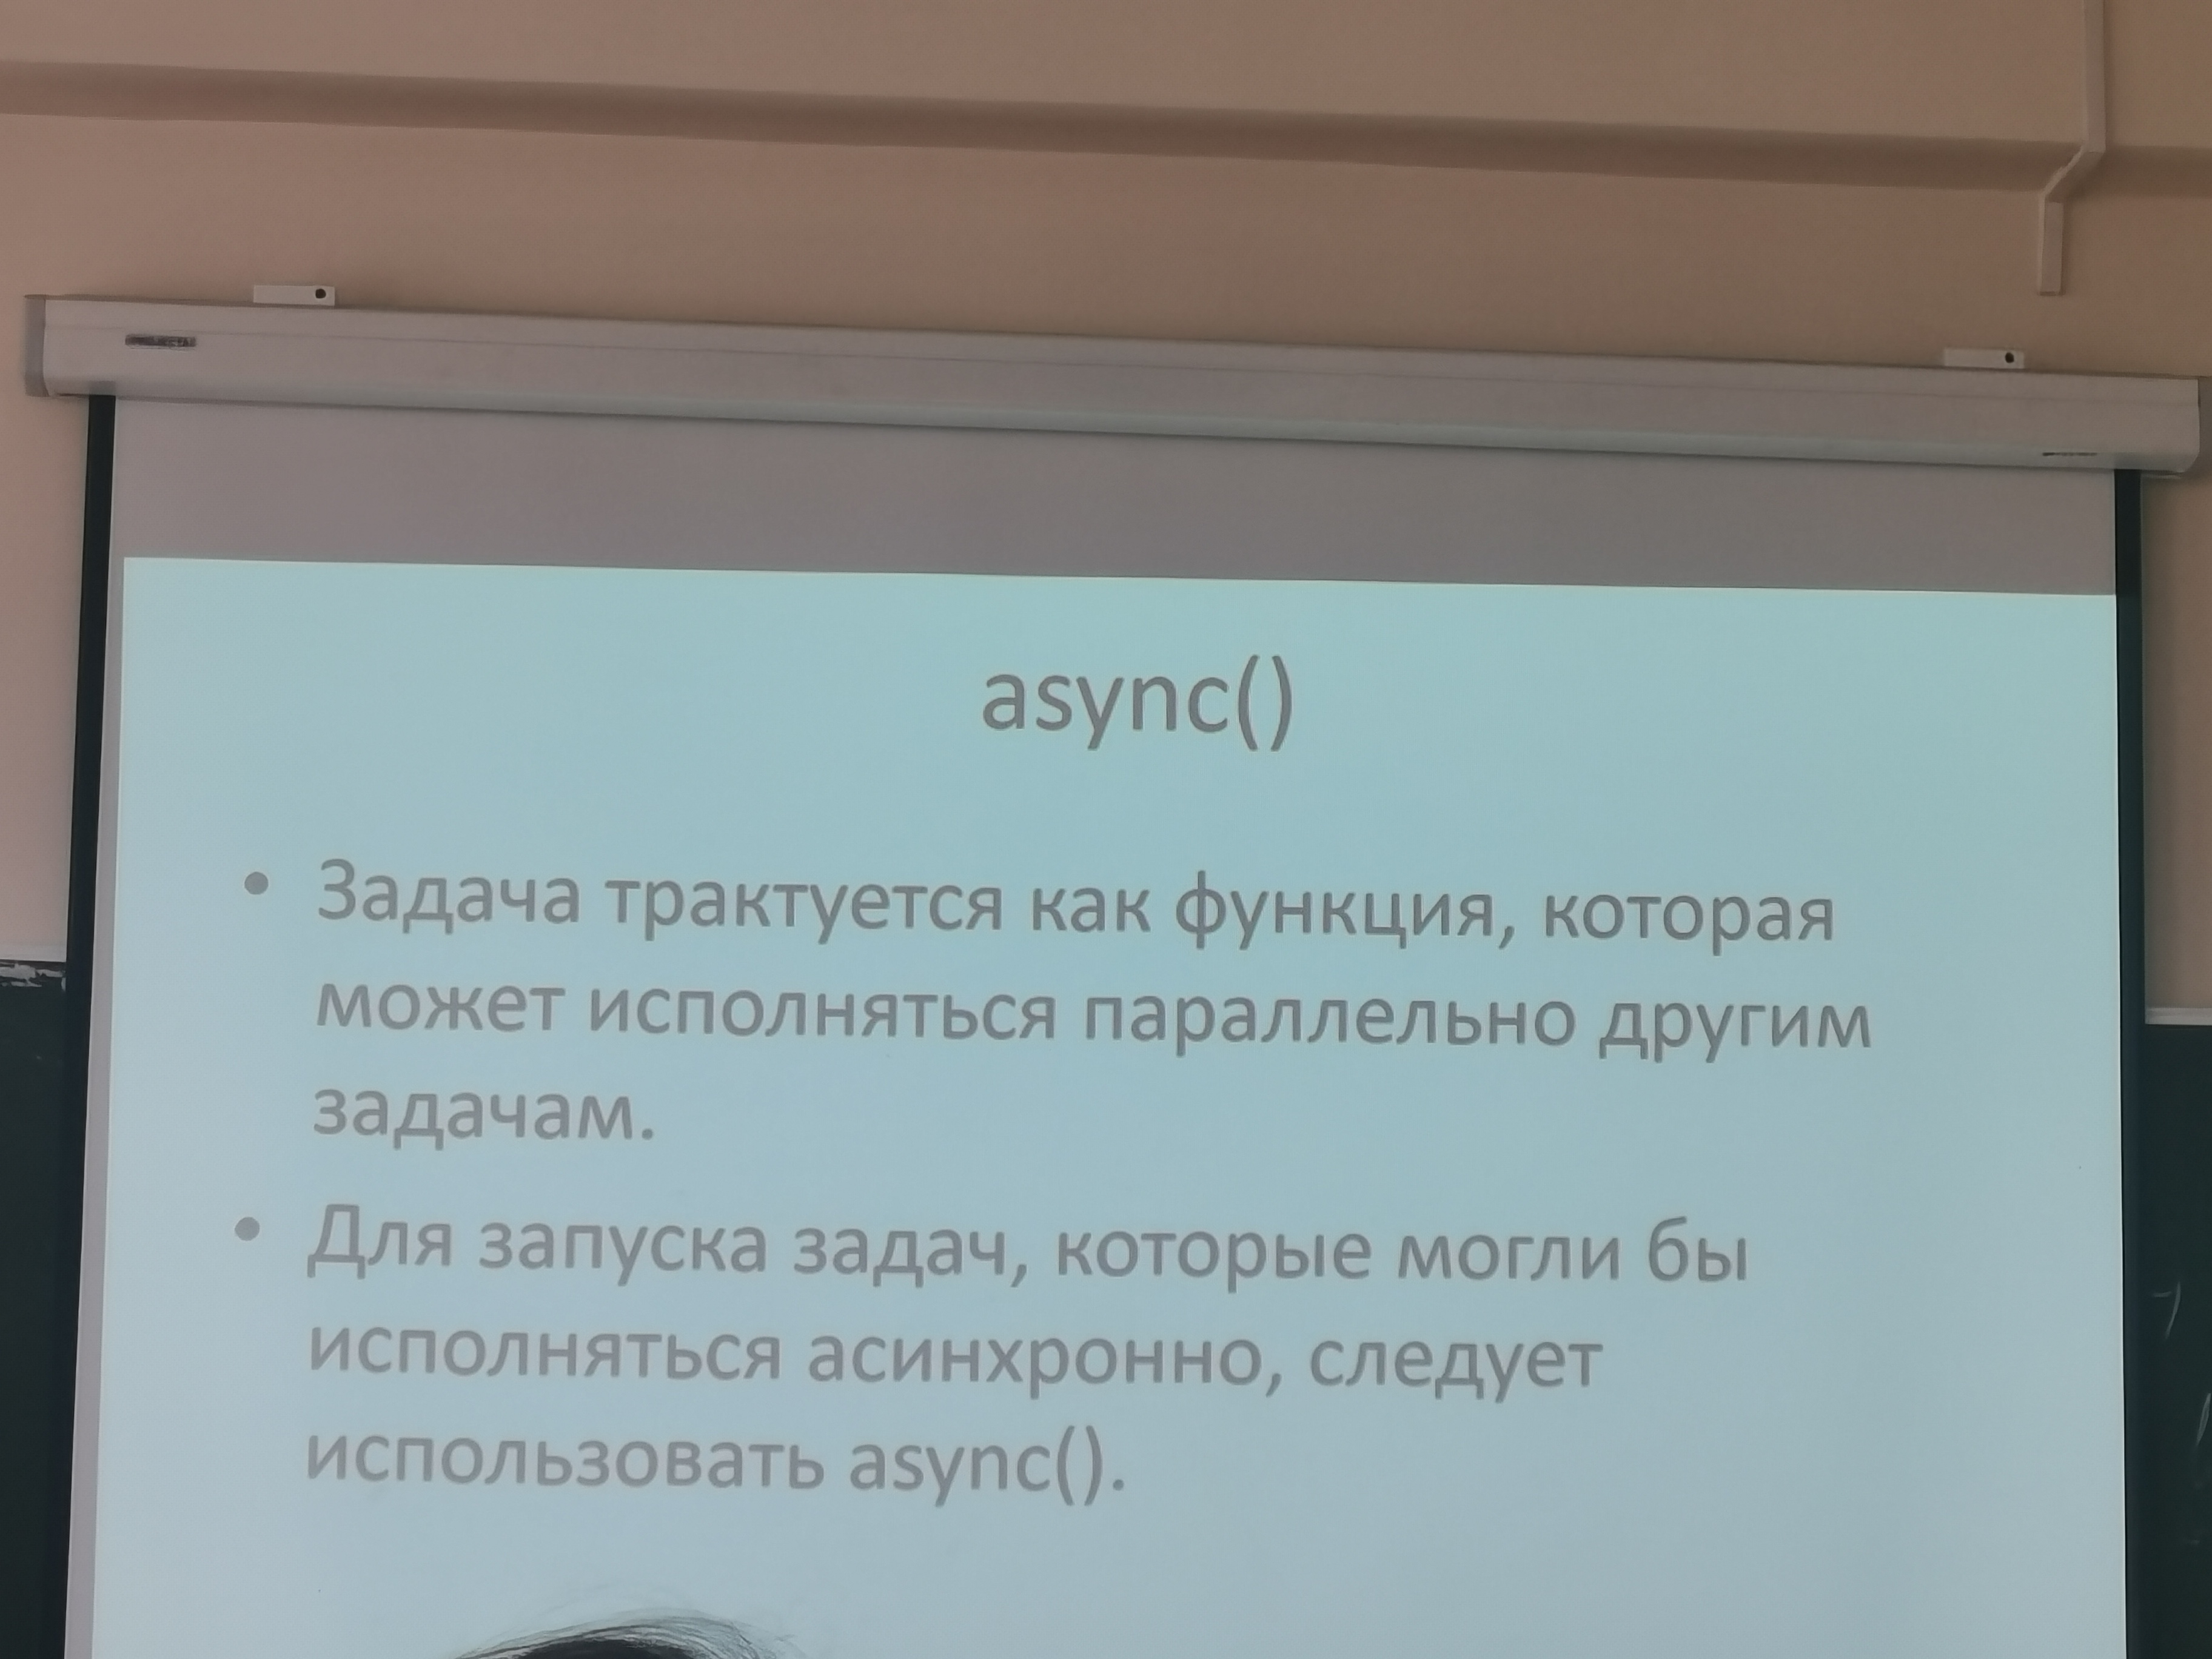 async()
• Задача трактуется как функция, которая
может исполняться параллельно другим
задачам.
• Для запуска задач, которые могли бы
исполняться асинхронно, следует
использовать async().